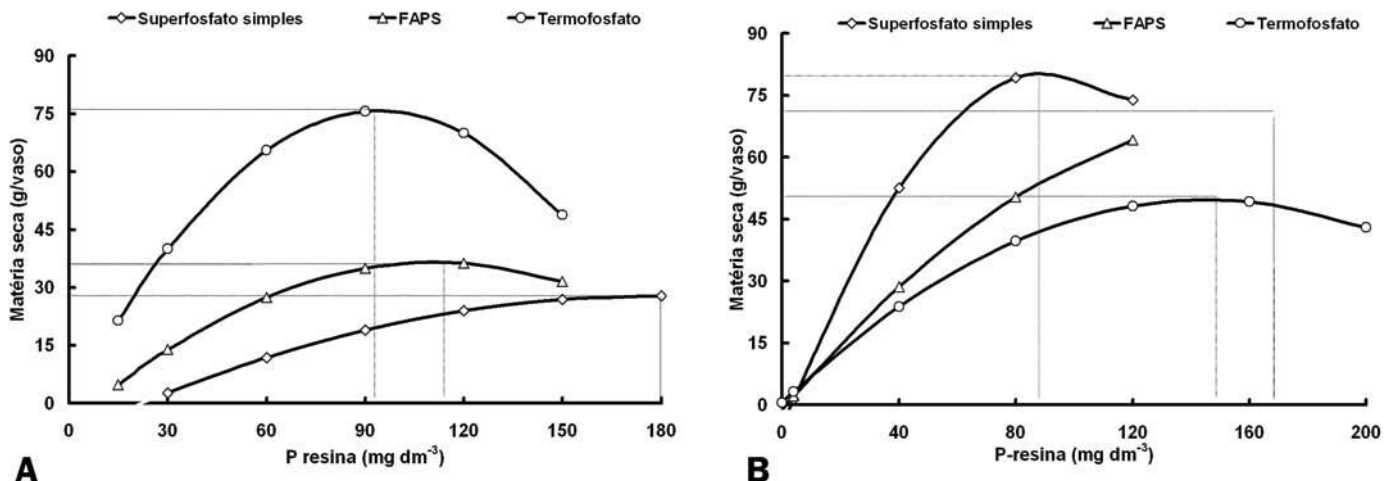 Superfosfato simples FAPS Termofosfato
90
75
60
45
30
15
0
Matéria seca (g/vaso)
0 30 60 90 120 150 180
P resina (mg dm-3)
A
Superfosfato simples FAPS Termofosfato
90
75
60
45
30
15
0
Matéria seca (g/vaso)
0 40 80 120 160 200
P-resina (mg dm-3)
B